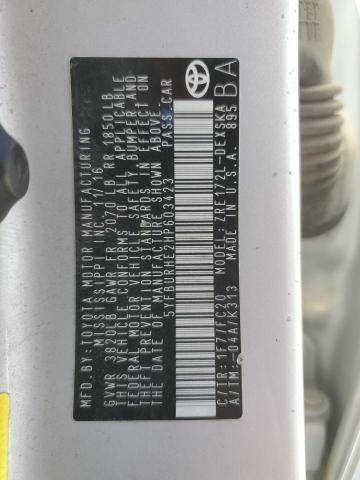 MFD.BY:TOYOTA MOTOR MANUFACTURING
MISSISSIPPI INC. 11/16
GVWR 3820LB GAWR FR 2070LB RR 1850LB
THIS VEHICLE CONFORMS TO ALL APPLICABLE
FEDERAL MOTOR VEHICLE SAFETY, BUMPER, AND
THEFT PREVENTION STANDARDS IN EFFECT ON
THE DATE OF MANUFACTURE SHOWN ABOVE.
5YFBURHE2HP603423 PASS.CAR
C/TR: 1F7/FC20 MODEL: ZRE172L-DEXSKA
A/TM: -04A/K313 MADE IN U.S.A. 895
BA